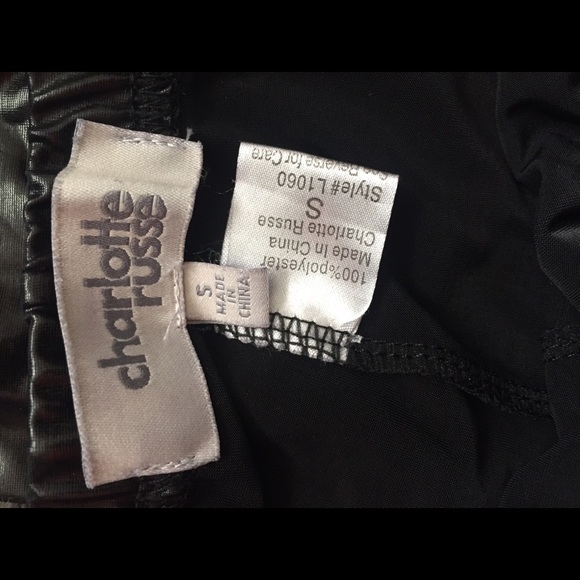 charlotte
russe
S
MADE
IN
CHINA
100%polyester
Made In China
Charlotte Russe
S
Style# L1060
See Reverse for Care